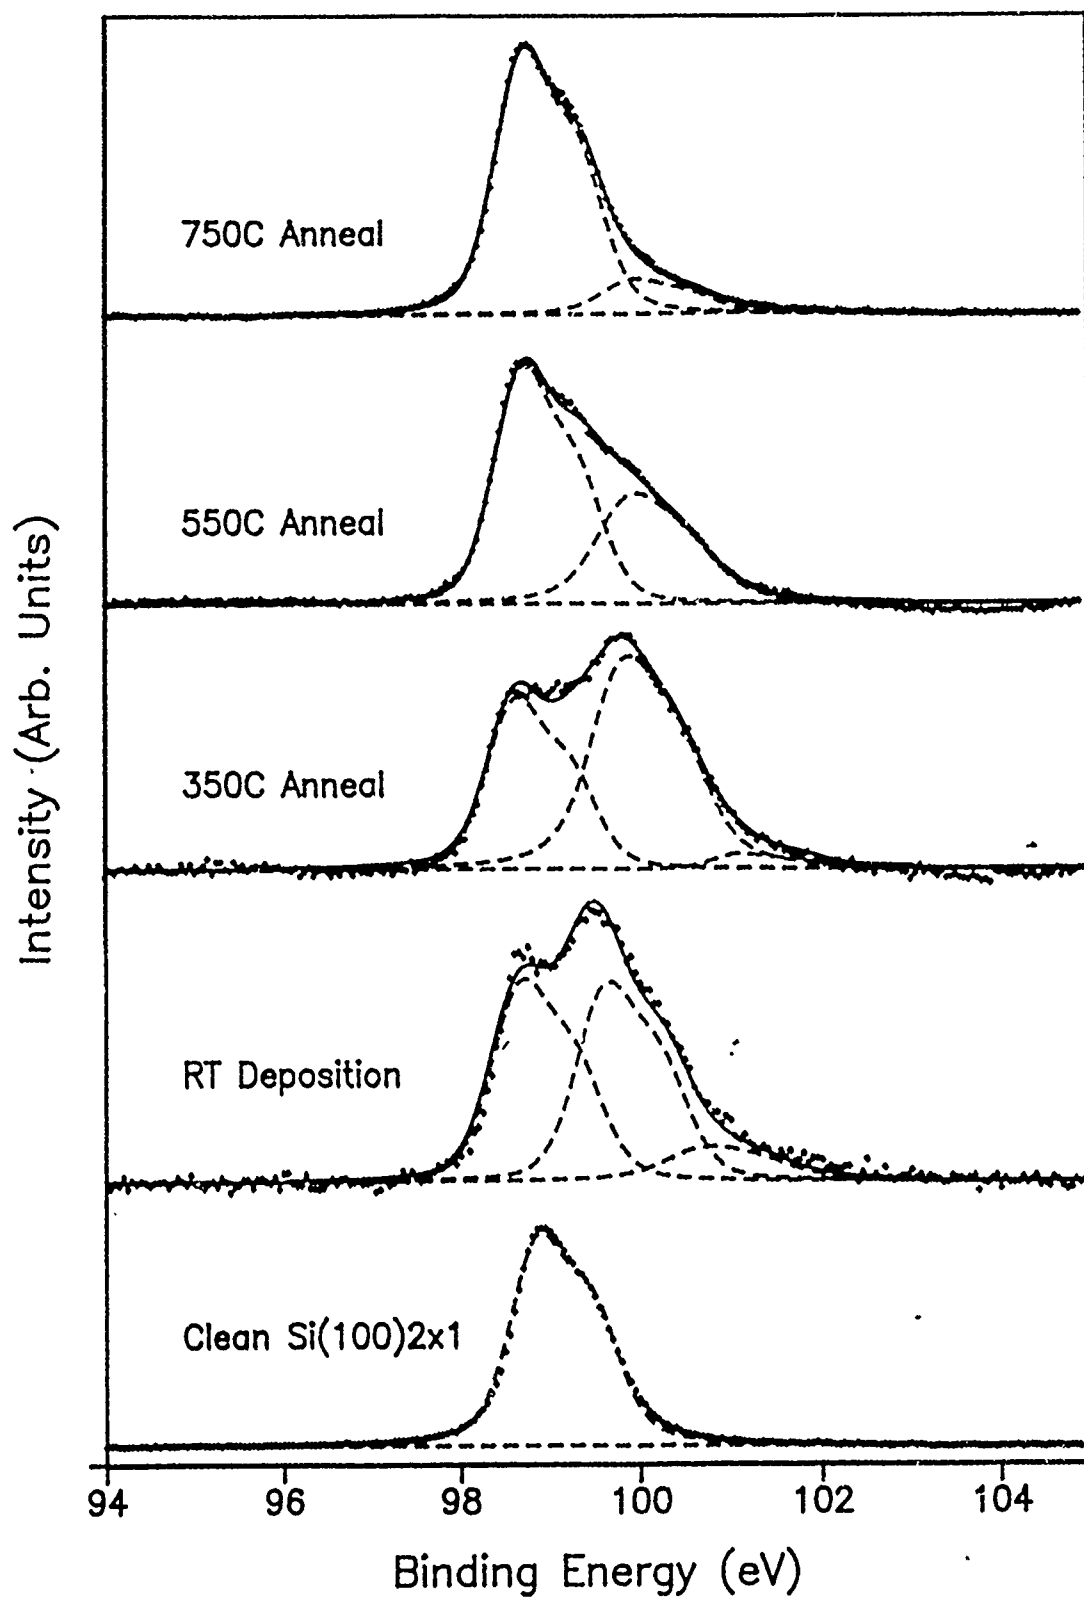 750C Anneal
550C Anneal
350C Anneal
RT Deposition
Clean Si(100)2x1
Intensity (Arb. Units)
94 96 98 100 102 104
Binding Energy (eV)